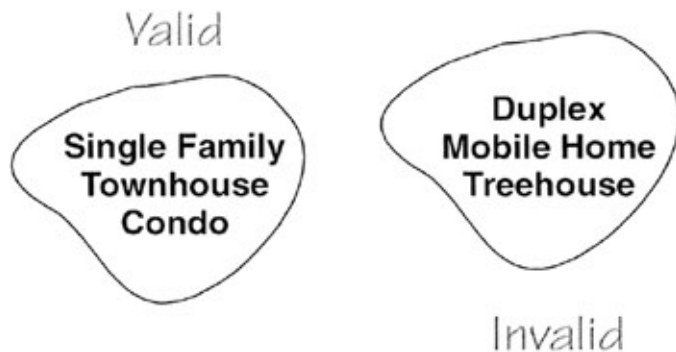 Valid
Single Family
Townhouse
Condo
Duplex
Mobile Home
Treehouse
Invalid